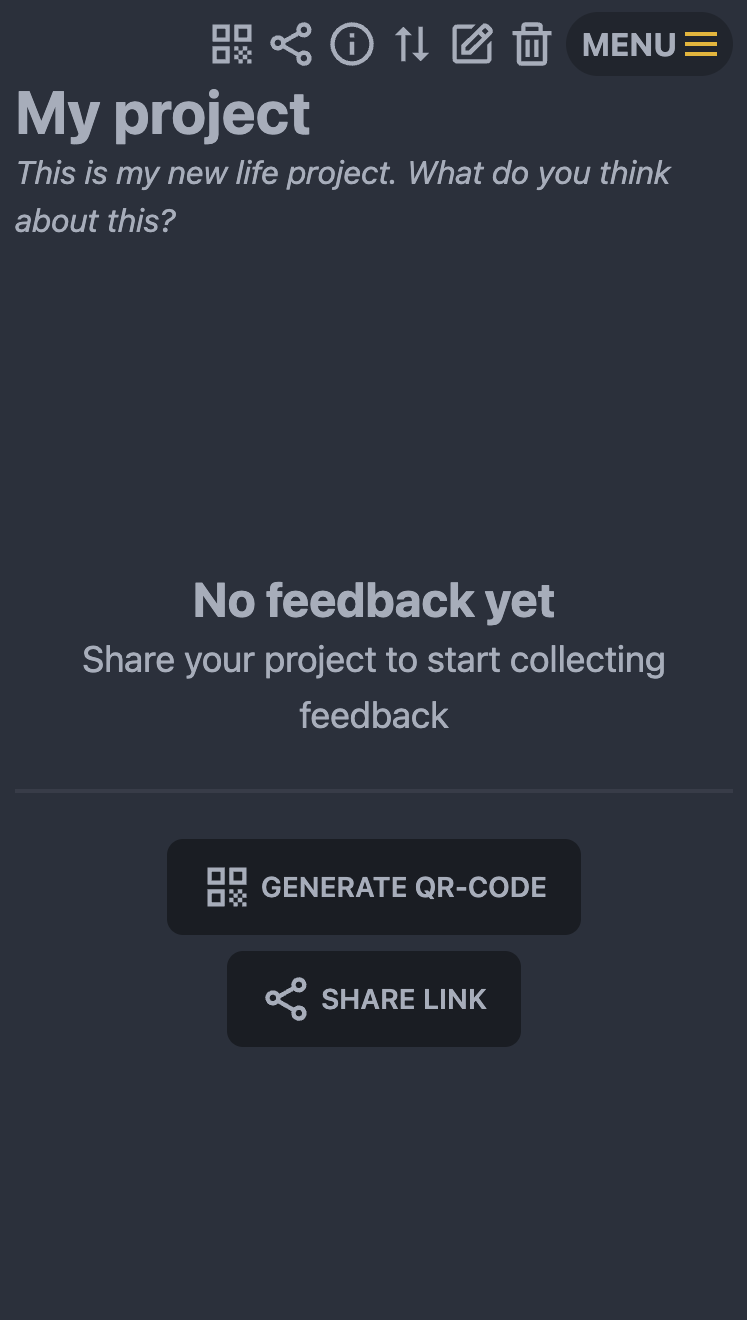 MENU
My project
This is my new life project. What do you think
about this?
No feedback yet
Share your project to start collecting
feedback
GENERATE QR-CODE
SHARE LINK